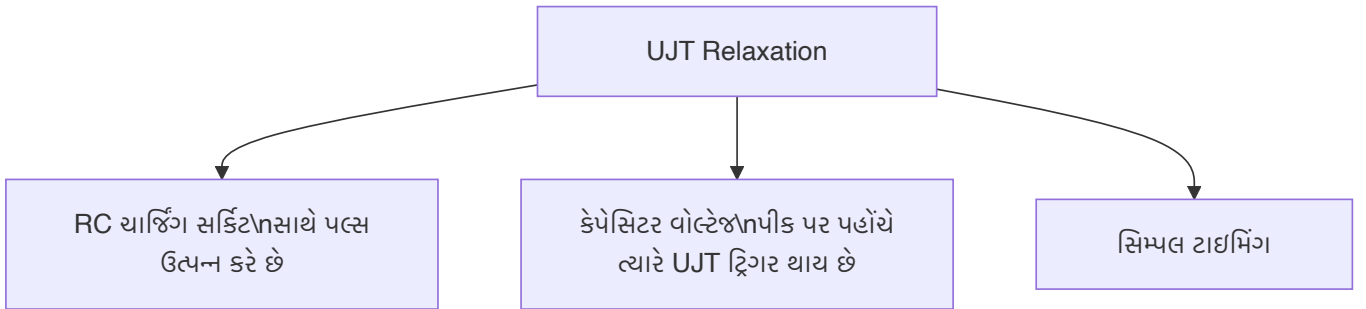 UJT Relaxation
RC ચાર્જિંગ સર્કિટ\nસાથે પલ્સ
ઉત્પન્ન કરે છે
કેપેસિટર વોલ્ટેજ\nપીક પર પહોંચે
ત્યારે UJT ટ્રિગર થાય છે
સિમ્પલ ટાઇમિંગ